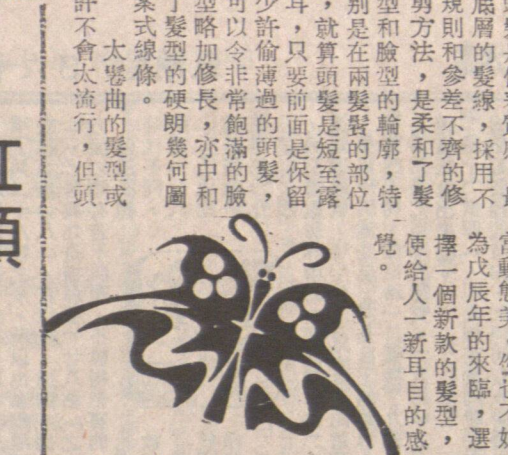 底層的髮線，採用不
規則和參差不齊的修
剪方法，是柔和了髮
型和臉型的輪廓，特
別是在兩髮鬢的部位
，就算頭髮是短至露
耳，只要前面是保留
少許偷薄過的頭髮，
可以令非常飽滿的臉
型略加修長，亦中和
了髮型的硬朗幾何圖
案式線條。
太鬈曲的髮型或
許不會太流行，但頭
為戊辰年的來臨，選
擇一個新款的髮型，
使給人一新耳目的感
覺。